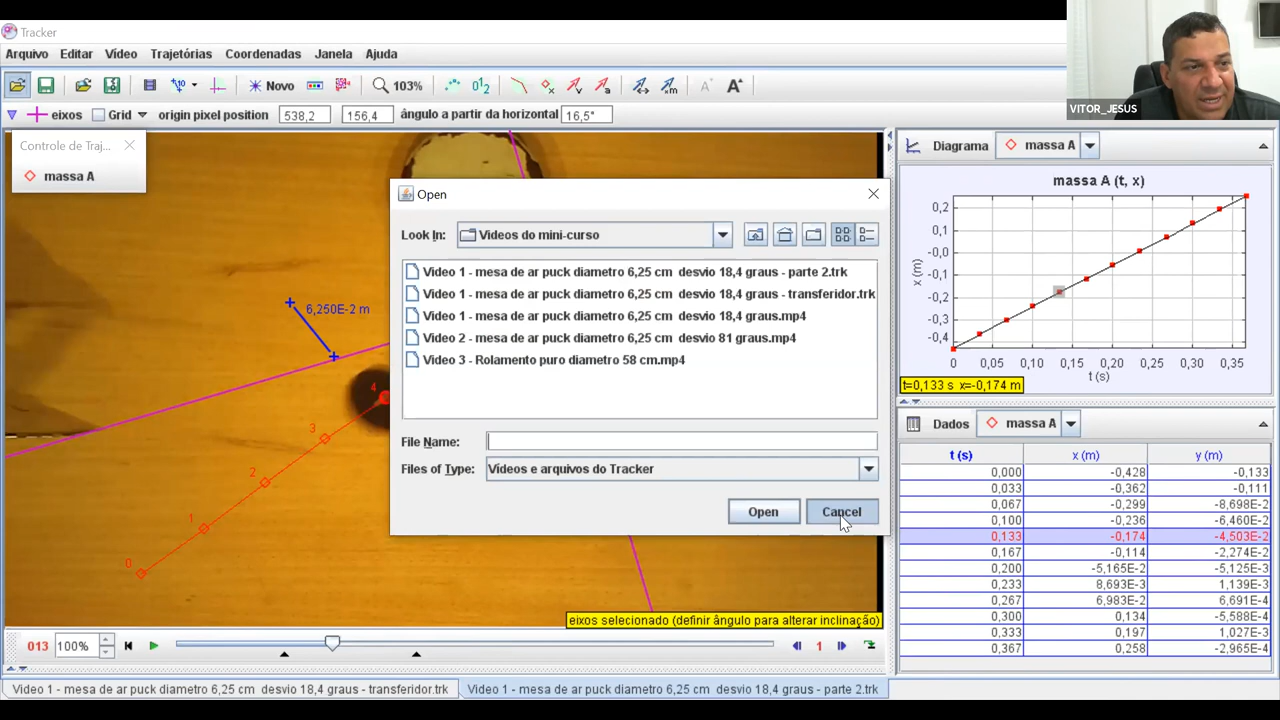 Tracker
Arquivo Editar Vídeo Trajetórias Coordenadas Janela Ajuda
Novo 103%
eixos Grid origin pixel position 538,2 156,4 ângulo a partir da horizontal 16,5°
VITOR_JESUS
Controle de Traj...
massa A
6,250E-2 m
4
3
2
1
0
Open
Look In: Videos do mini-curso
Video 1 - mesa de ar puck diametro 6,25 cm desvio 18,4 graus - parte 2.trk
Video 1 - mesa de ar puck diametro 6,25 cm desvio 18,4 graus - transferidor.trk
Video 1 - mesa de ar puck diametro 6,25 cm desvio 18,4 graus.mp4
Video 2 - mesa de ar puck diametro 6,25 cm desvio 81 graus.mp4
Video 3 - Rolamento puro diametro 58 cm.mp4
File Name:
Files of Type: Vídeos e arquivos do Tracker
Open Cancel
eixos selecionado (definir ângulo para alterar inclinação)
013 100% 1
Diagrama massa A
massa A (t, x)
x (m)
0,2
0,1
-0,0
-0,1
-0,2
-0,3
-0,4
0 0,05 0,10 0,15 0,20 0,25 0,30 0,35
t (s)
t=0,133 s x=-0,174 m
Dados massa A
t (s) x (m) y (m)
0,000 -0,428 -0,133
0,033 -0,362 -0,111
0,067 -0,299 -8,698E-2
0,100 -0,236 -6,460E-2
0,133 -0,174 -4,503E-2
0,167 -0,114 -2,274E-2
0,200 -5,165E-2 -5,125E-3
0,233 8,693E-3 1,139E-3
0,267 6,983E-2 6,691E-4
0,300 0,134 -5,588E-4
0,333 0,197 1,027E-3
0,367 0,258 -2,965E-4
Video 1 - mesa de ar puck diametro 6,25 cm desvio 18,4 graus - transferidor.trk
Video 1 - mesa de ar puck diametro 6,25 cm desvio 18,4 graus - parte 2.trk